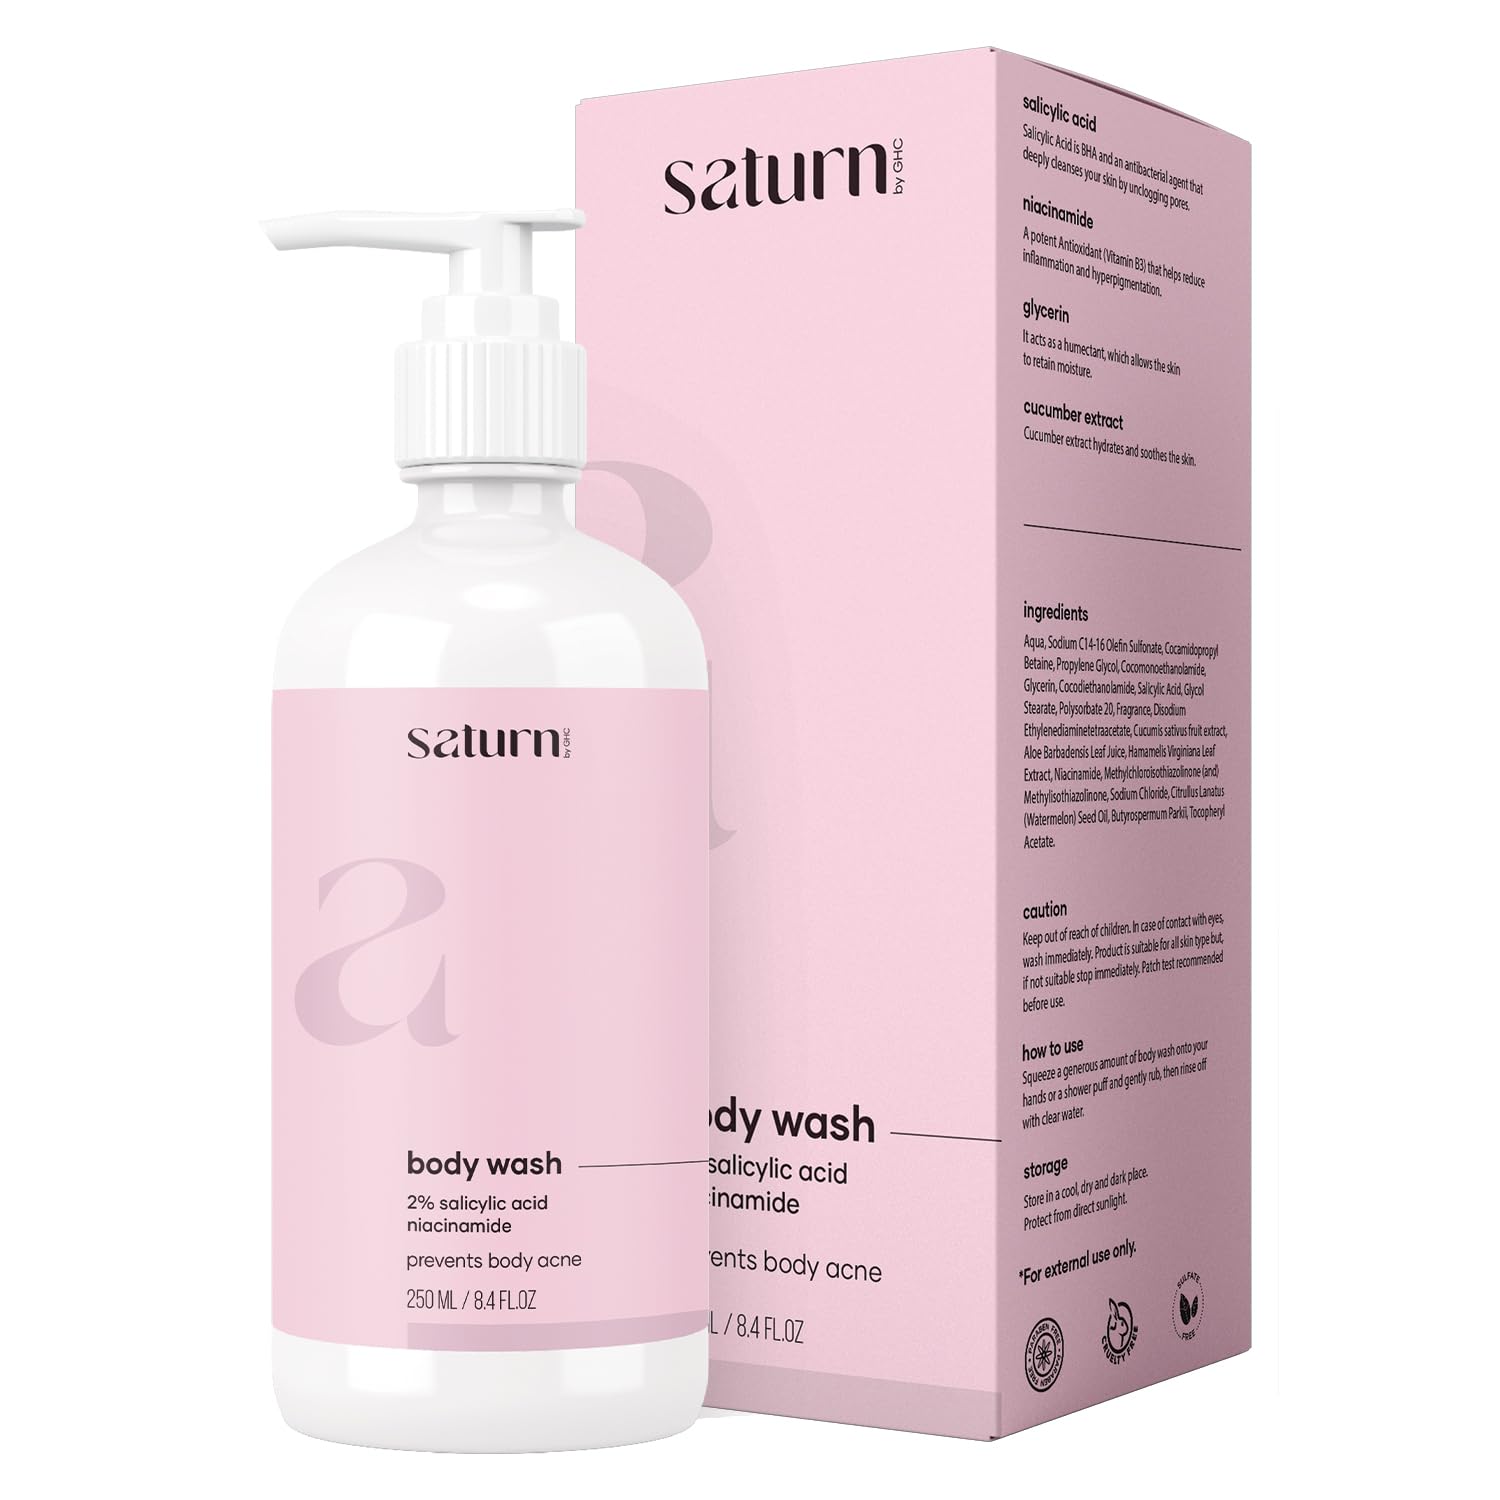 saturn by GHC
body wash
2% salicylic acid
niacinamide
prevents body acne
250 ML / 8.4 FL.OZ
a
saturn by GHC
dy wash
salicylic acid
cinamide
ents body acne
L / 8.4 FL.OZ
salicylic acid
Salicylic Acid is BHA and an antibacterial agent that
deeply cleanses your skin by unclogging pores.
niacinamide
A potent Antioxidant (Vitamin B3) that helps reduce
inflammation and hyperpigmentation.
glycerin
It acts as a humectant, which allows the skin
to retain moisture.
cucumber extract
Cucumber extract hydrates and soothes the skin.
ingredients
Aqua, Sodium C14-16 Olefin Sulfonate, Cocamidopropyl
Betaine, Propylene Glycol, Cocomonoethanolamide,
Glycerin, Cocodiethanolamide, Salicylic Acid, Glycol
Stearate, Polysorbate 20, Fragrance, Disodium
Ethylenediaminetetraacetate, Cucumis sativus fruit extract,
Aloe Barbadensis Leaf Juice, Hamamelis Virginiana Leaf
Extract, Niacinamide, Methylchloroisothiazolinone (and)
Methylisothiazolinone, Sodium Chloride, Citrullus Lanatus
(Watermelon) Seed Oil, Butyrospermum Parkii, Tocopheryl
Acetate.
caution
Keep out of reach of children. In case of contact with eyes,
wash immediately. Product is suitable for all skin type but,
if not suitable stop immediately. Patch test recommended
before use.
how to use
Squeeze a generous amount of body wash onto your
hands or a shower puff and gently rub, then rinse off
with clear water.
storage
Store in a cool, dry and dark place.
Protect from direct sunlight.
*For external use only.
PARABEN FREE • PARABEN FREE •
CRUELTY FREE
SULFATE FREE